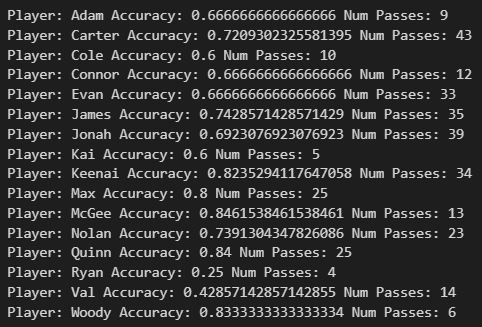 Player: Adam Accuracy: 0.6666666666666666 Num Passes: 9
Player: Carter Accuracy: 0.7209302325581395 Num Passes: 43
Player: Cole Accuracy: 0.6 Num Passes: 10
Player: Connor Accuracy: 0.6666666666666666 Num Passes: 12
Player: Evan Accuracy: 0.6666666666666666 Num Passes: 33
Player: James Accuracy: 0.7428571428571429 Num Passes: 35
Player: Jonah Accuracy: 0.6923076923076923 Num Passes: 39
Player: Kai Accuracy: 0.6 Num Passes: 5
Player: Keenai Accuracy: 0.8235294117647058 Num Passes: 34
Player: Max Accuracy: 0.8 Num Passes: 25
Player: McGee Accuracy: 0.8461538461538461 Num Passes: 13
Player: Nolan Accuracy: 0.7391304347826086 Num Passes: 23
Player: Quinn Accuracy: 0.84 Num Passes: 25
Player: Ryan Accuracy: 0.25 Num Passes: 4
Player: Val Accuracy: 0.42857142857142855 Num Passes: 14
Player: Woody Accuracy: 0.8333333333333334 Num Passes: 6